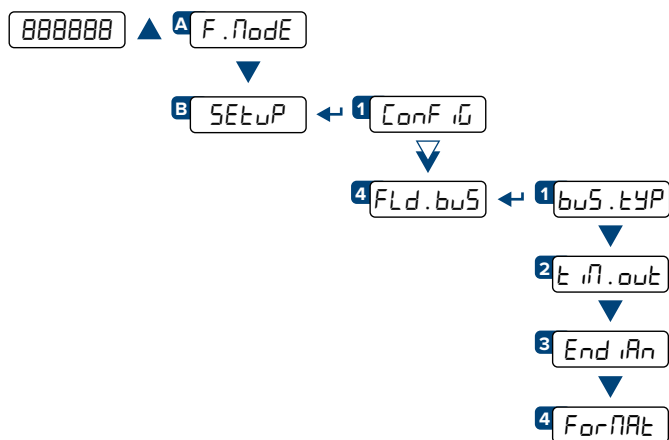 888888 A F.ModE
B SEtuP 1 ConFiG
4 FLd.buS 1 buS.tYP
2 tiM.out
3 EndiAn
4 ForMAt